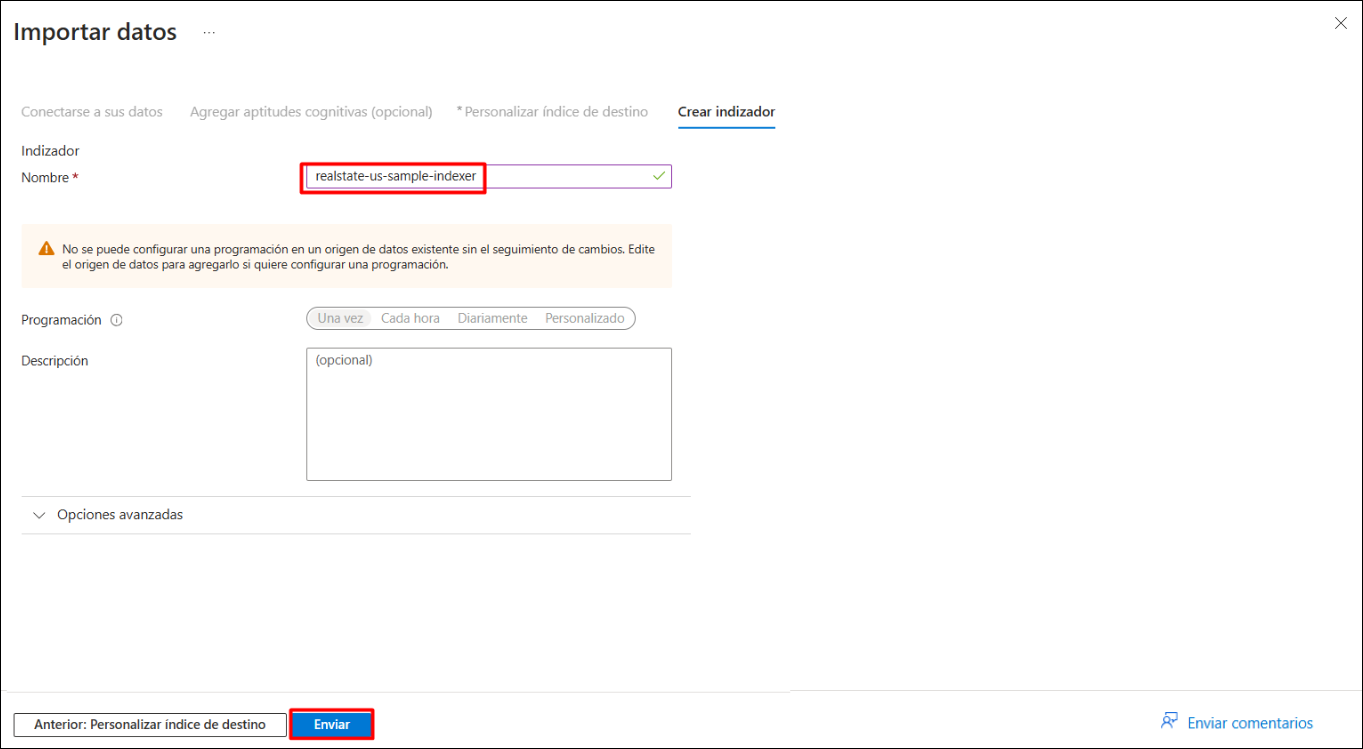 Importar datos ...
Conectarse a sus datos Agregar aptitudes cognitivas (opcional) * Personalizar índice de destino Crear indizador
Indizador
Nombre * realstate-us-sample-indexer
No se puede configurar una programación en un origen de datos existente sin el seguimiento de cambios. Edite
el origen de datos para agregarlo si quiere configurar una programación.
Programación Una vez Cada hora Diariamente Personalizado
Descripción (opcional)
Opciones avanzadas
Anterior: Personalizar índice de destino Enviar Enviar comentarios